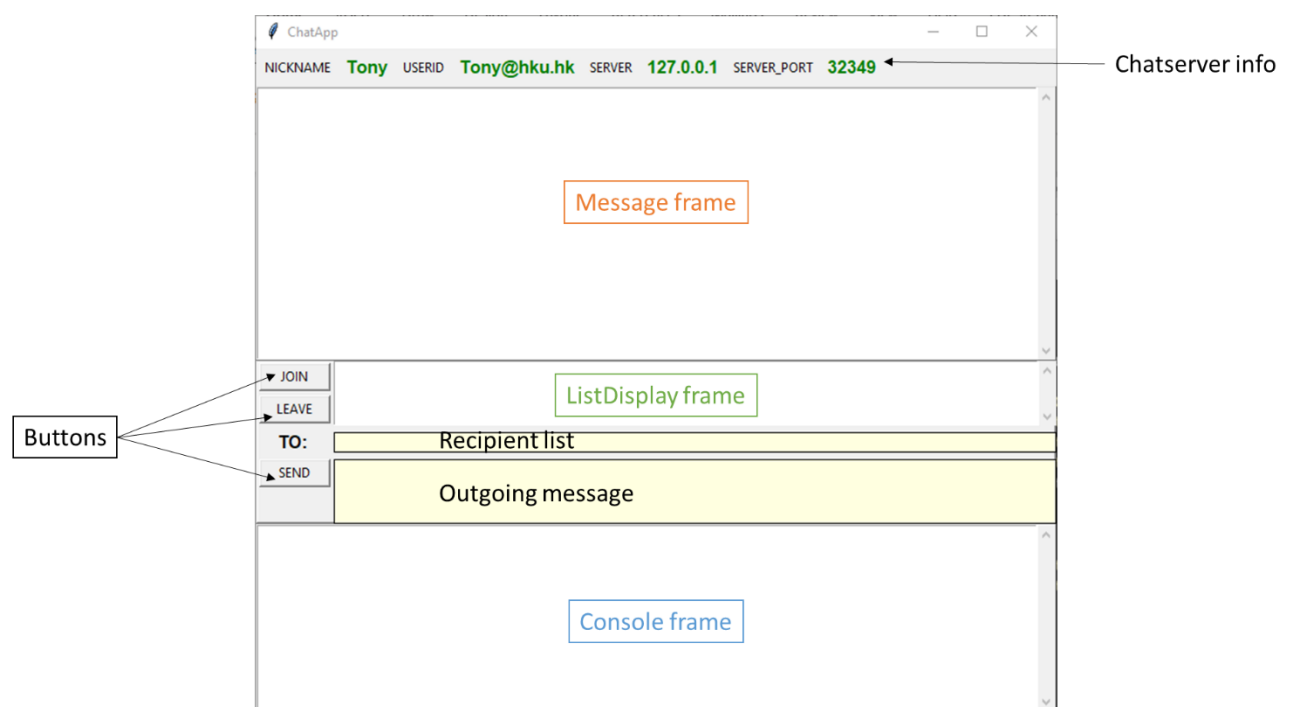 ChatApp
NICKNAME Tony USERID Tony@hku.hk SERVER 127.0.0.1 SERVER_PORT 32349
Chatserver info
Message frame
JOIN
ListDisplay frame
LEAVE
Buttons
TO:
Recipient list
SEND
Outgoing message
Console frame